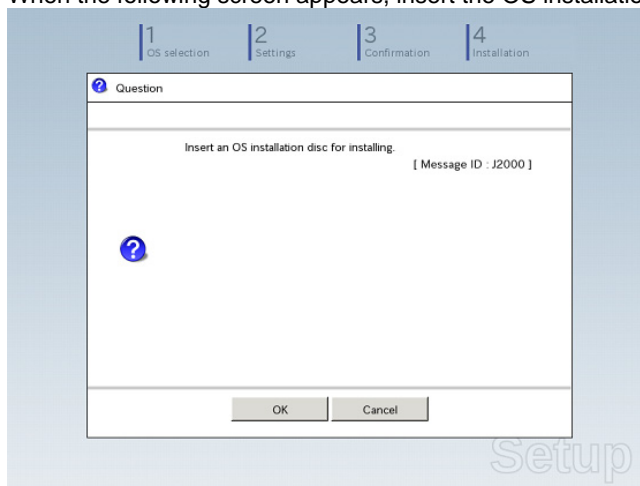 When the following screen appears, insert the OS installatio
1 2 3 4
OS selection Settings Confirmation Installation
Question
Insert an OS installation disc for installing.
[ Message ID : J2000 ]
OK Cancel
Setup